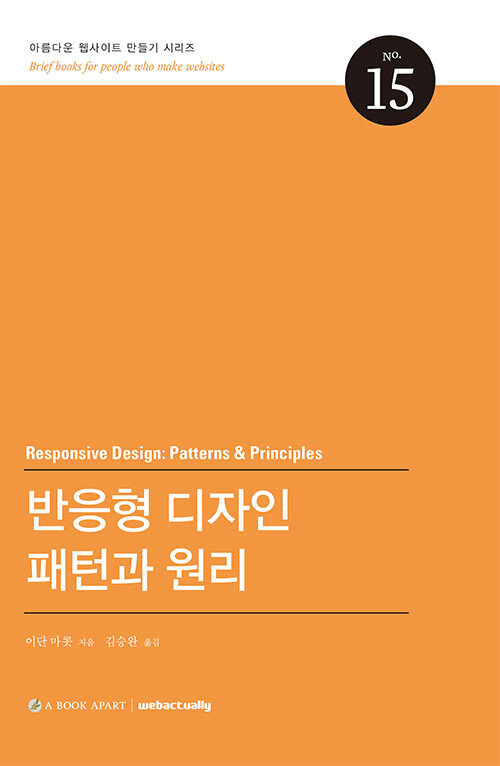 아름다운 웹사이트 만들기 시리즈
Brief books for people who make websites
No.
15
Responsive Design: Patterns & Principles
반응형 디자인
패턴과 원리
이단 마콧 지음 김승완 옮김
A BOOK APART | webactually